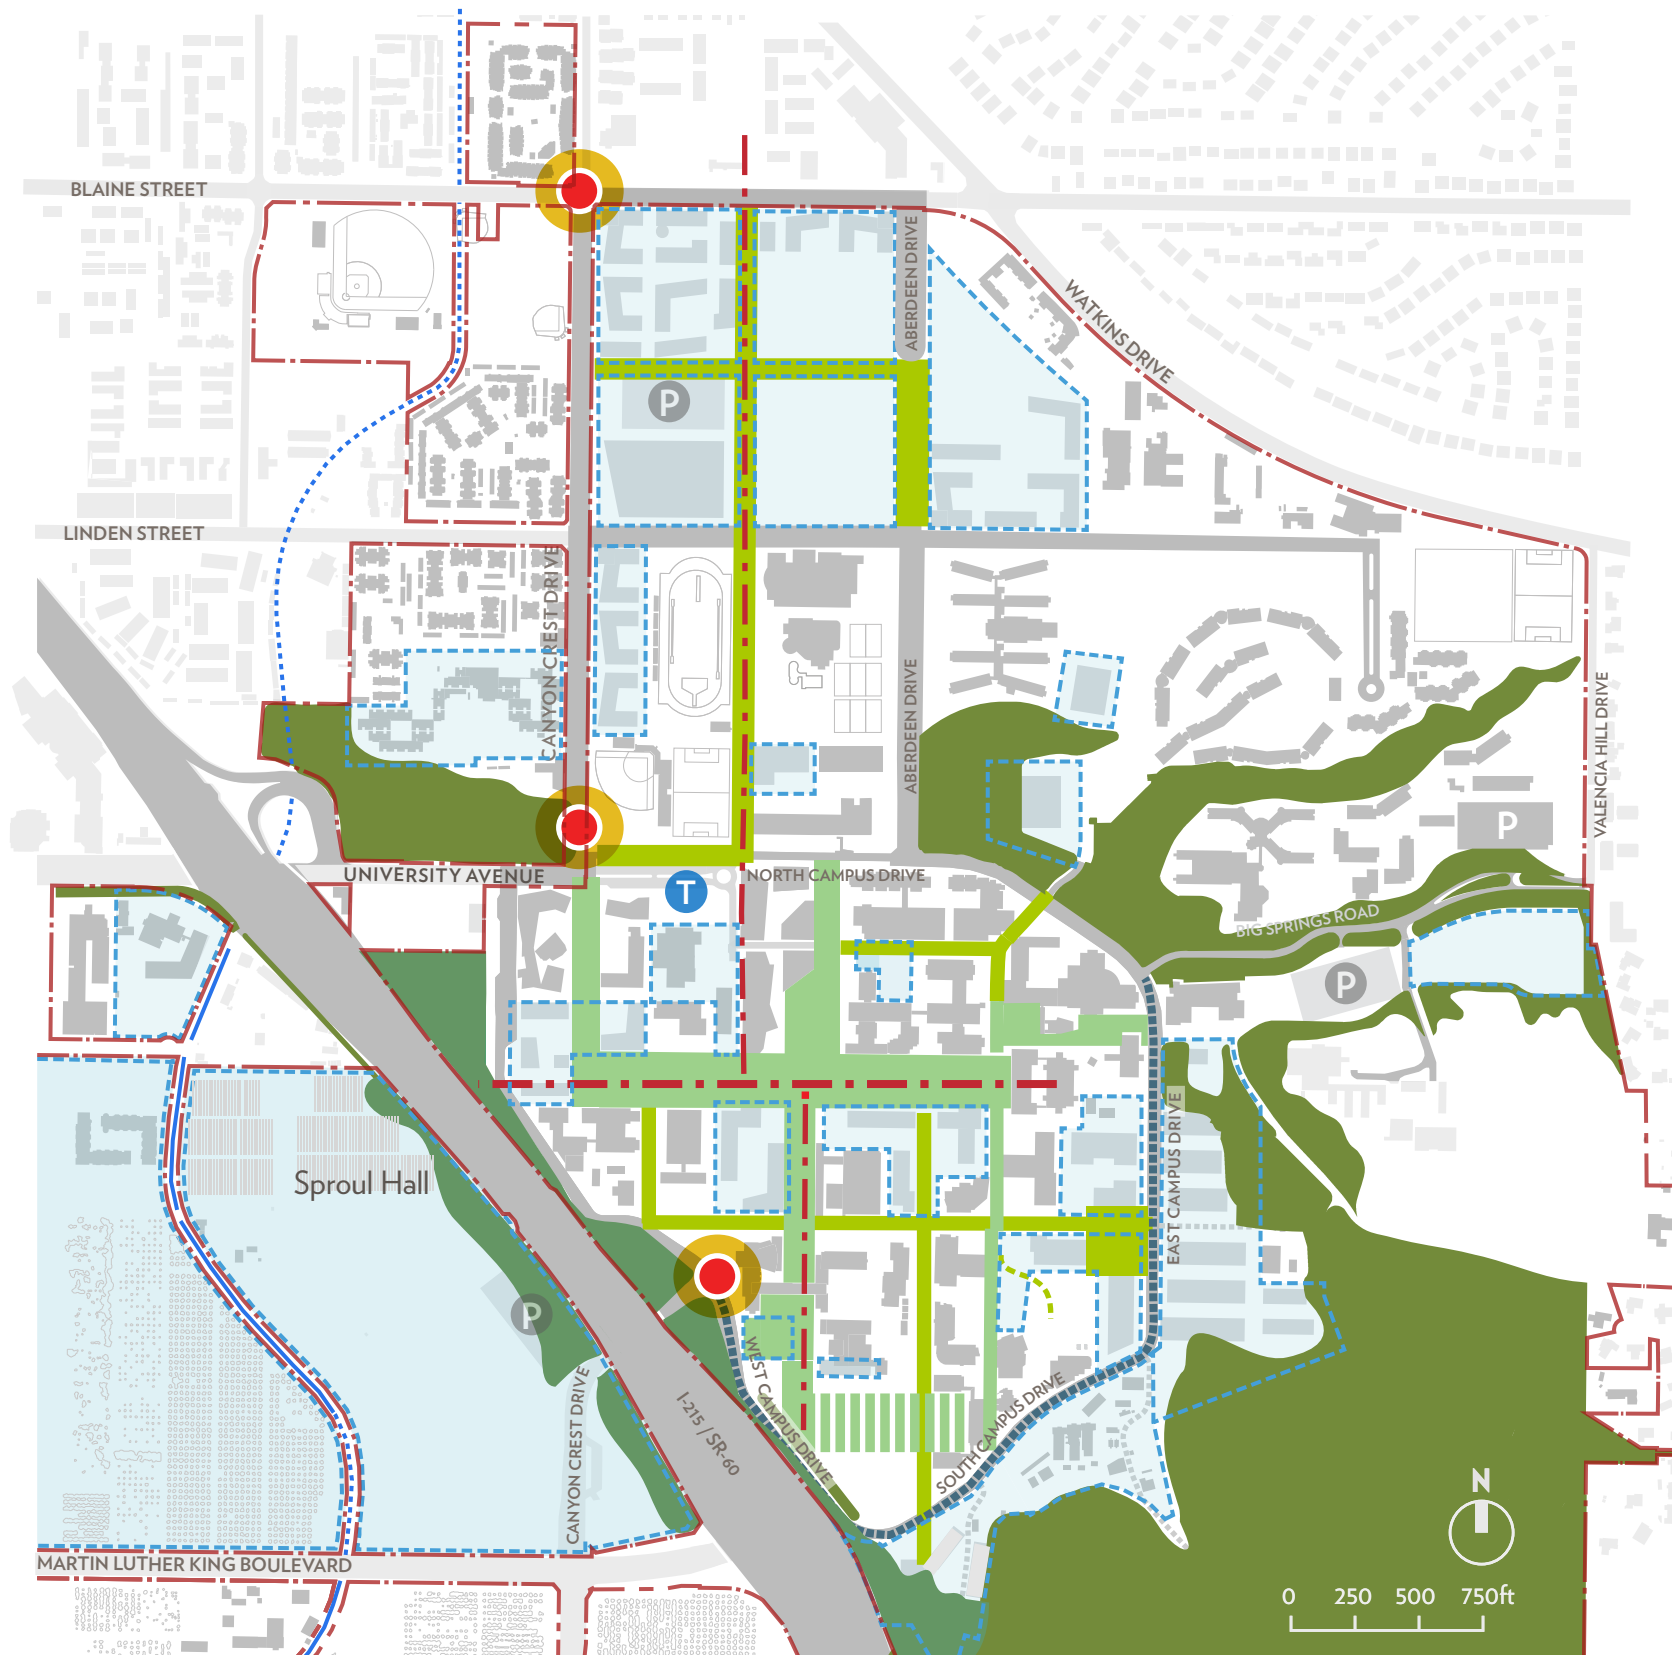 BLAINE STREET
ABERDEEN DRIVE
WATKINS DRIVE
P
LINDEN STREET
CANYON CREST DRIVE
ABERDEEN DRIVE
VALENCIA HILL DRIVE
P
UNIVERSITY AVENUE
T
NORTH CAMPUS DRIVE
BIG SPRINGS ROAD
P
EAST CAMPUS DRIVE
Sproul Hall
P
WEST CAMPUS DRIVE
CANYON CREST DRIVE
I-215 / SR-60
SOUTH CAMPUS DRIVE
N
MARTIN LUTHER KING BOULEVARD
0 250 500 750ft